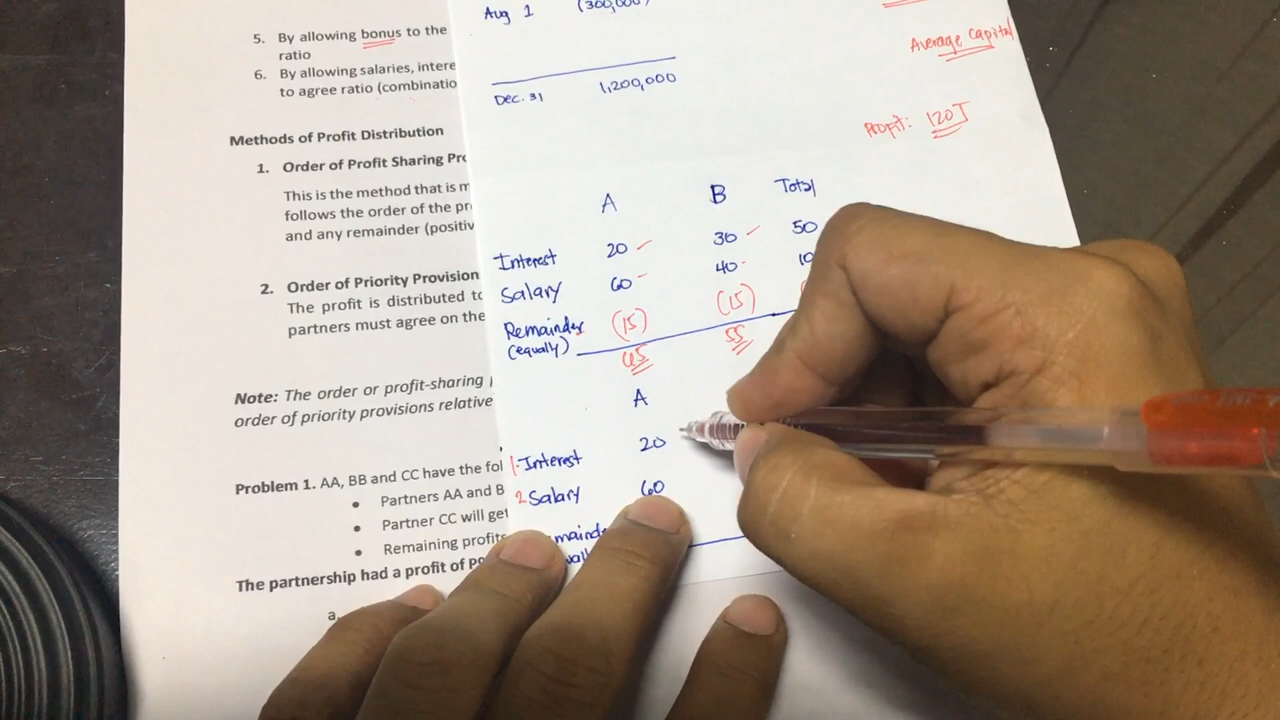 5. By allowing bonus to the
ratio
6. By allowing salaries, intere
to agree ratio (combinatio
Methods of Profit Distribution
1. Order of Profit Sharing Pro
This is the method that is m
follows the order of the pr
and any remainder (positiv
2. Order of Priority Provision
The profit is distributed to
partners must agree on the
Note: The order or profit-sharing
order of priority provisions relative
Problem 1. AA, BB and CC have the fol
• Partners AA and B
• Partner CC will get
• Remaining profits
The partnership had a profit of
a.
Aug 1 (300,000)
Dec. 31 1,200,000
Average Capital
Profit: 120T
A B Total
Interest 20 30 50
Salary 60 40 10
Remainder (15) (15)
(equally) 65 55
A
1. Interest 20
2 Salary 60